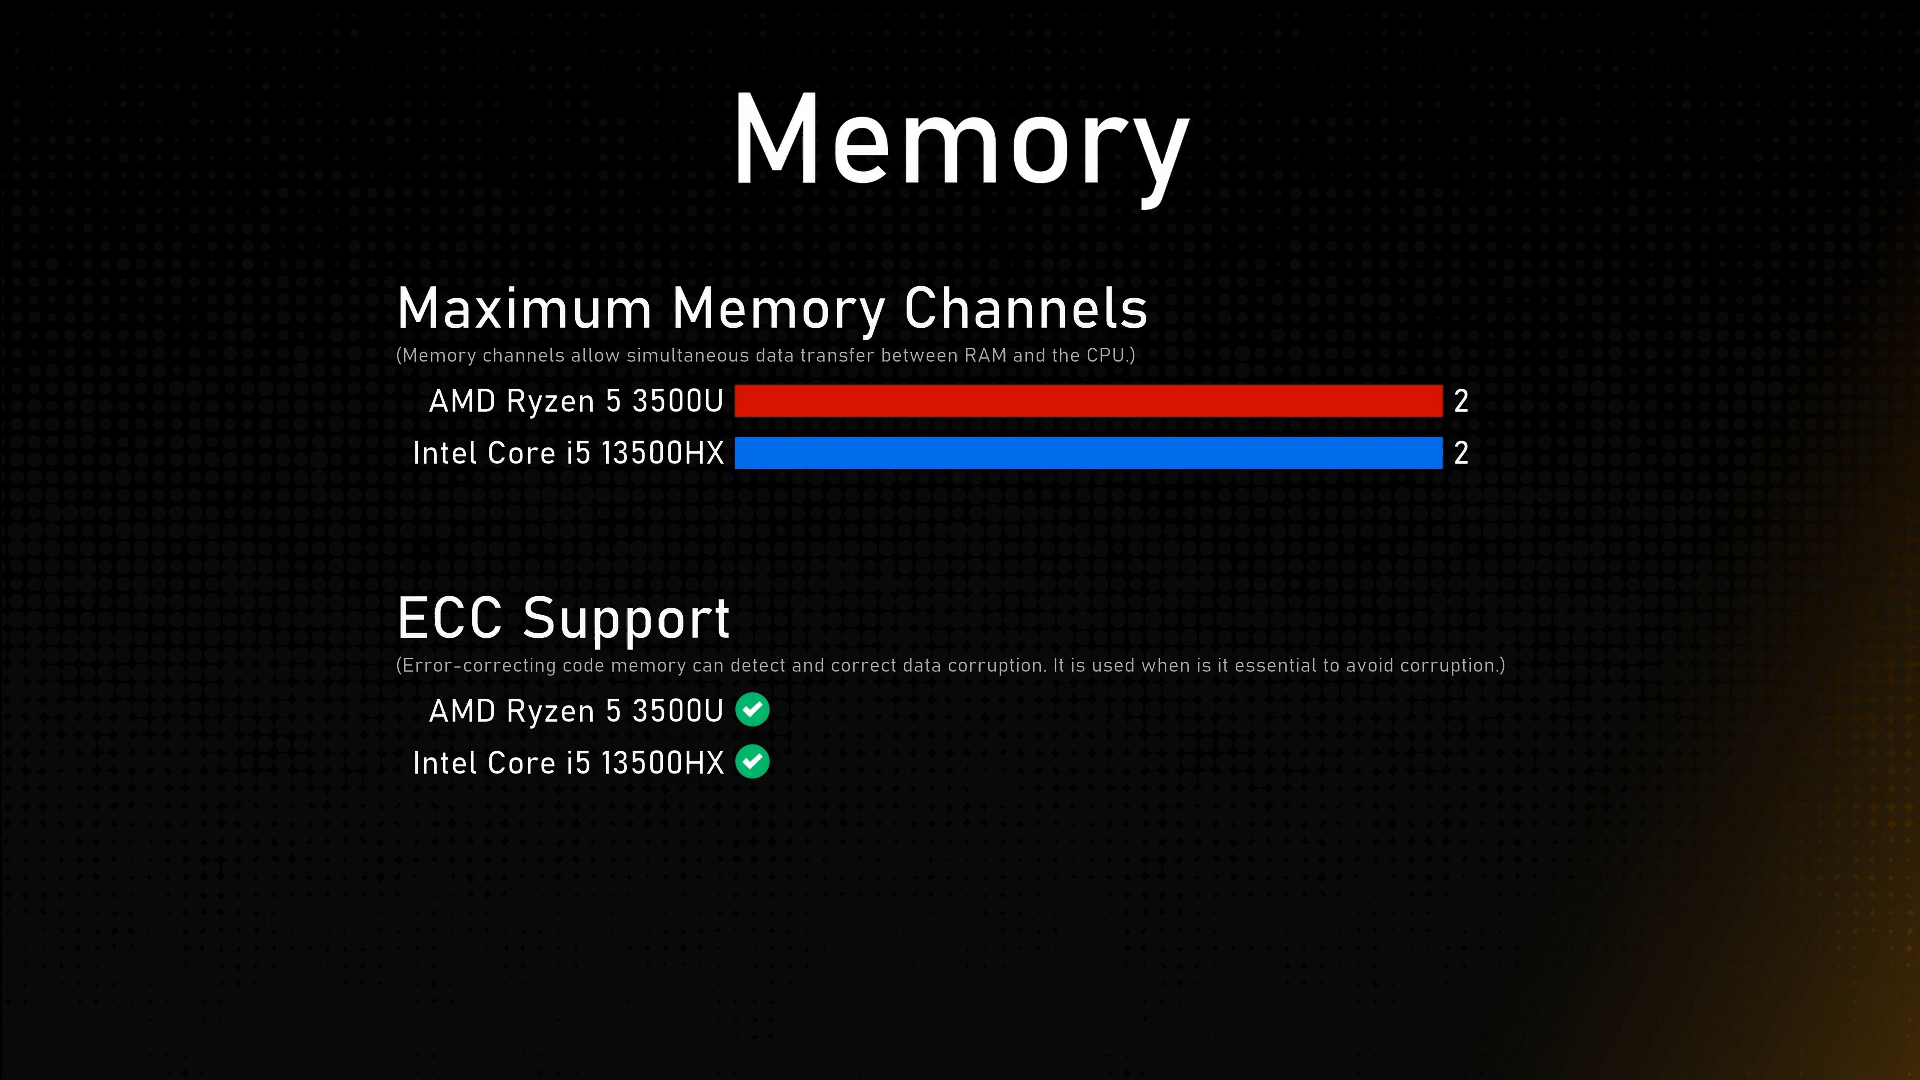 Memory
Maximum Memory Channels
(Memory channels allow simultaneous data transfer between RAM and the CPU.)
AMD Ryzen 5 3500U 2
Intel Core i5 13500HX 2
ECC Support
(Error-correcting code memory can detect and correct data corruption. It is used when is it essential to avoid corruption.)
AMD Ryzen 5 3500U
Intel Core i5 13500HX